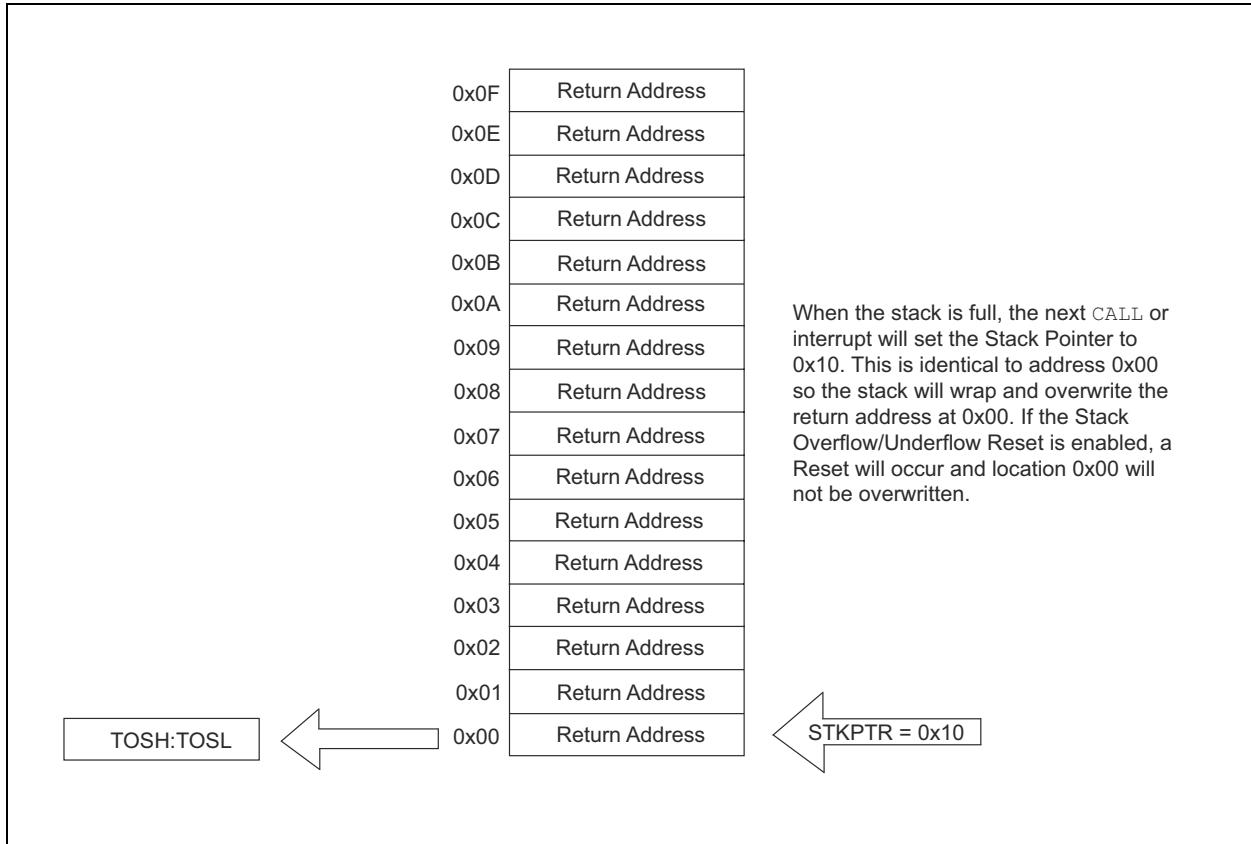 0x0F Return Address
0x0E Return Address
0x0D Return Address
0x0C Return Address
0x0B Return Address
0x0A Return Address
0x09 Return Address
0x08 Return Address
0x07 Return Address
0x06 Return Address
0x05 Return Address
0x04 Return Address
0x03 Return Address
0x02 Return Address
0x01 Return Address
TOSH:TOSL 0x00 Return Address STKPTR = 0x10
When the stack is full, the next CALL or
interrupt will set the Stack Pointer to
0x10. This is identical to address 0x00
so the stack will wrap and overwrite the
return address at 0x00. If the Stack
Overflow/Underflow Reset is enabled, a
Reset will occur and location 0x00 will
not be overwritten.